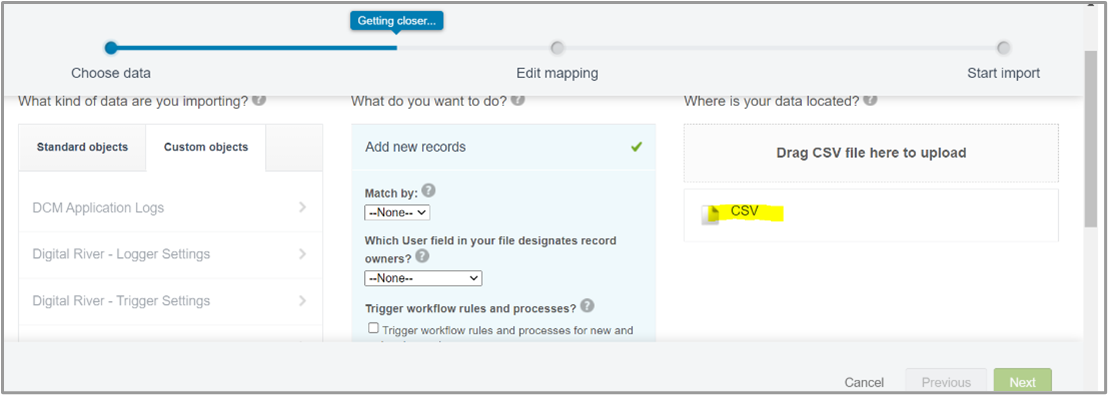 Getting closer...
Choose data
Edit mapping
Start import
What kind of data are you importing? ?
What do you want to do? ?
Where is your data located? ?
Standard objects
Custom objects
DCM Application Logs
Digital River - Logger Settings
Digital River - Trigger Settings
Add new records
Match by: ?
--None--
Which User field in your file designates record
owners? ?
--None--
Trigger workflow rules and processes? ?
Trigger workflow rules and processes for new and
Drag CSV file here to upload
CSV
Cancel
Previous
Next